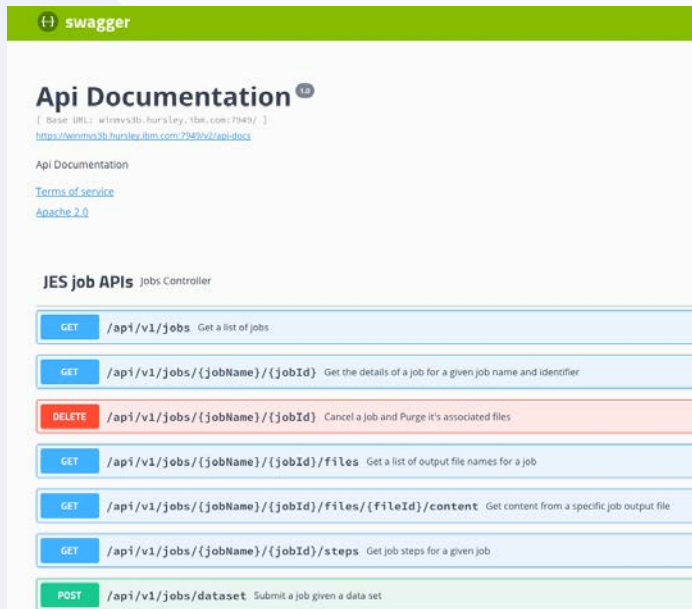 {-} swagger
Api Documentation 1.0
[ Base URL: winmvs3b.hursley.ibm.com:7949/ ]
https://winmvs3b.hursley.ibm.com:7949/v2/api-docs
Api Documentation
Terms of service
Apache 2.0
JES job APIs Jobs Controller
GET /api/v1/jobs Get a list of jobs
GET /api/v1/jobs/{jobName}/{jobId} Get the details of a job for a given job name and identifier
DELETE /api/v1/jobs/{jobName}/{jobId} Cancel a Job and Purge it's associated files
GET /api/v1/jobs/{jobName}/{jobId}/files Get a list of output file names for a job
GET /api/v1/jobs/{jobName}/{jobId}/files/{fileId}/content Get content from a specific job output file
GET /api/v1/jobs/{jobName}/{jobId}/steps Get job steps for a given job
POST /api/v1/jobs/dataset Submit a job given a data set